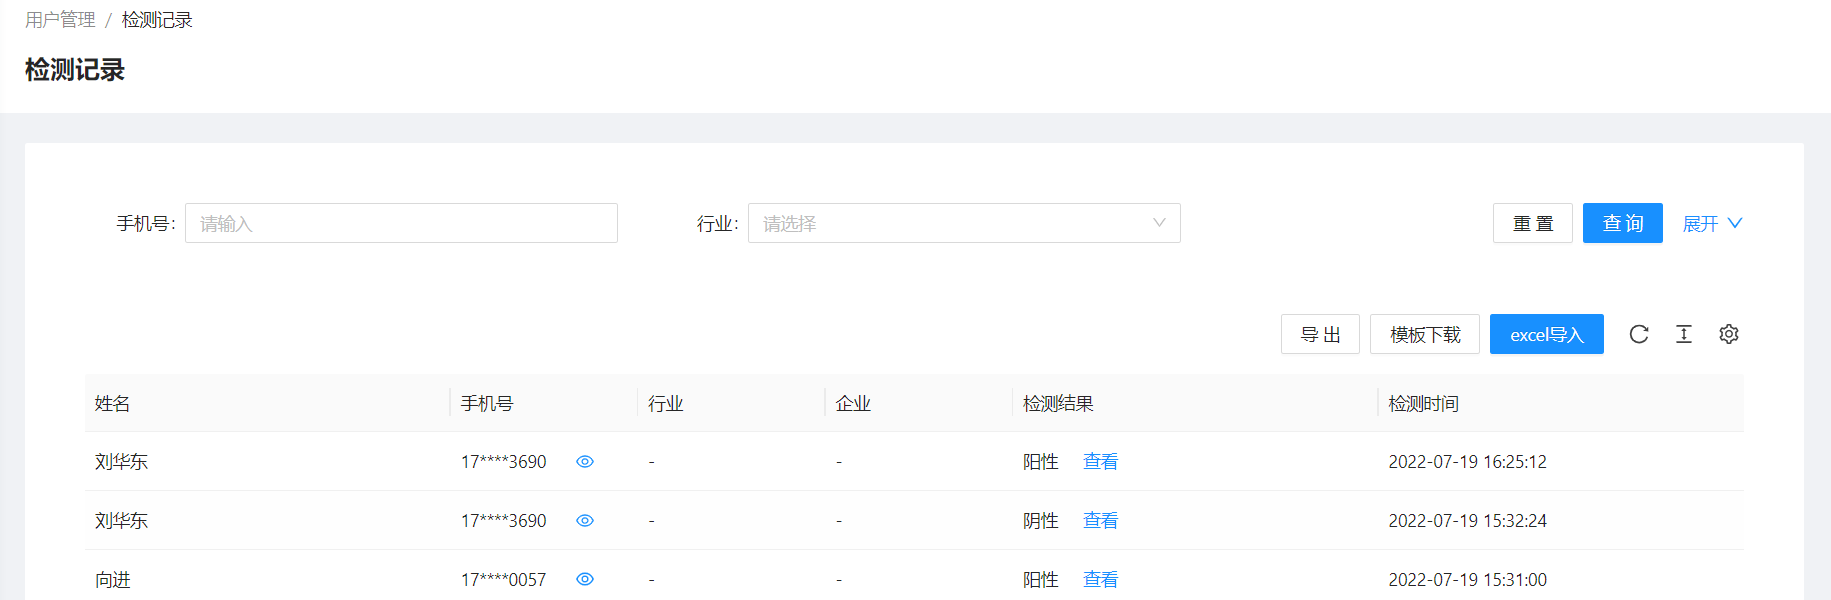 用户管理 / 检测记录
检测记录
手机号: 请输入 行业: 请选择 重 置 查 询 展开
导 出 模板下载 excel导入
姓名 手机号 行业 企业 检测结果 检测时间
刘华东 17****3690 - - 阳性 查看 2022-07-19 16:25:12
刘华东 17****3690 - - 阴性 查看 2022-07-19 15:32:24
向进 17****0057 - - 阳性 查看 2022-07-19 15:31:00